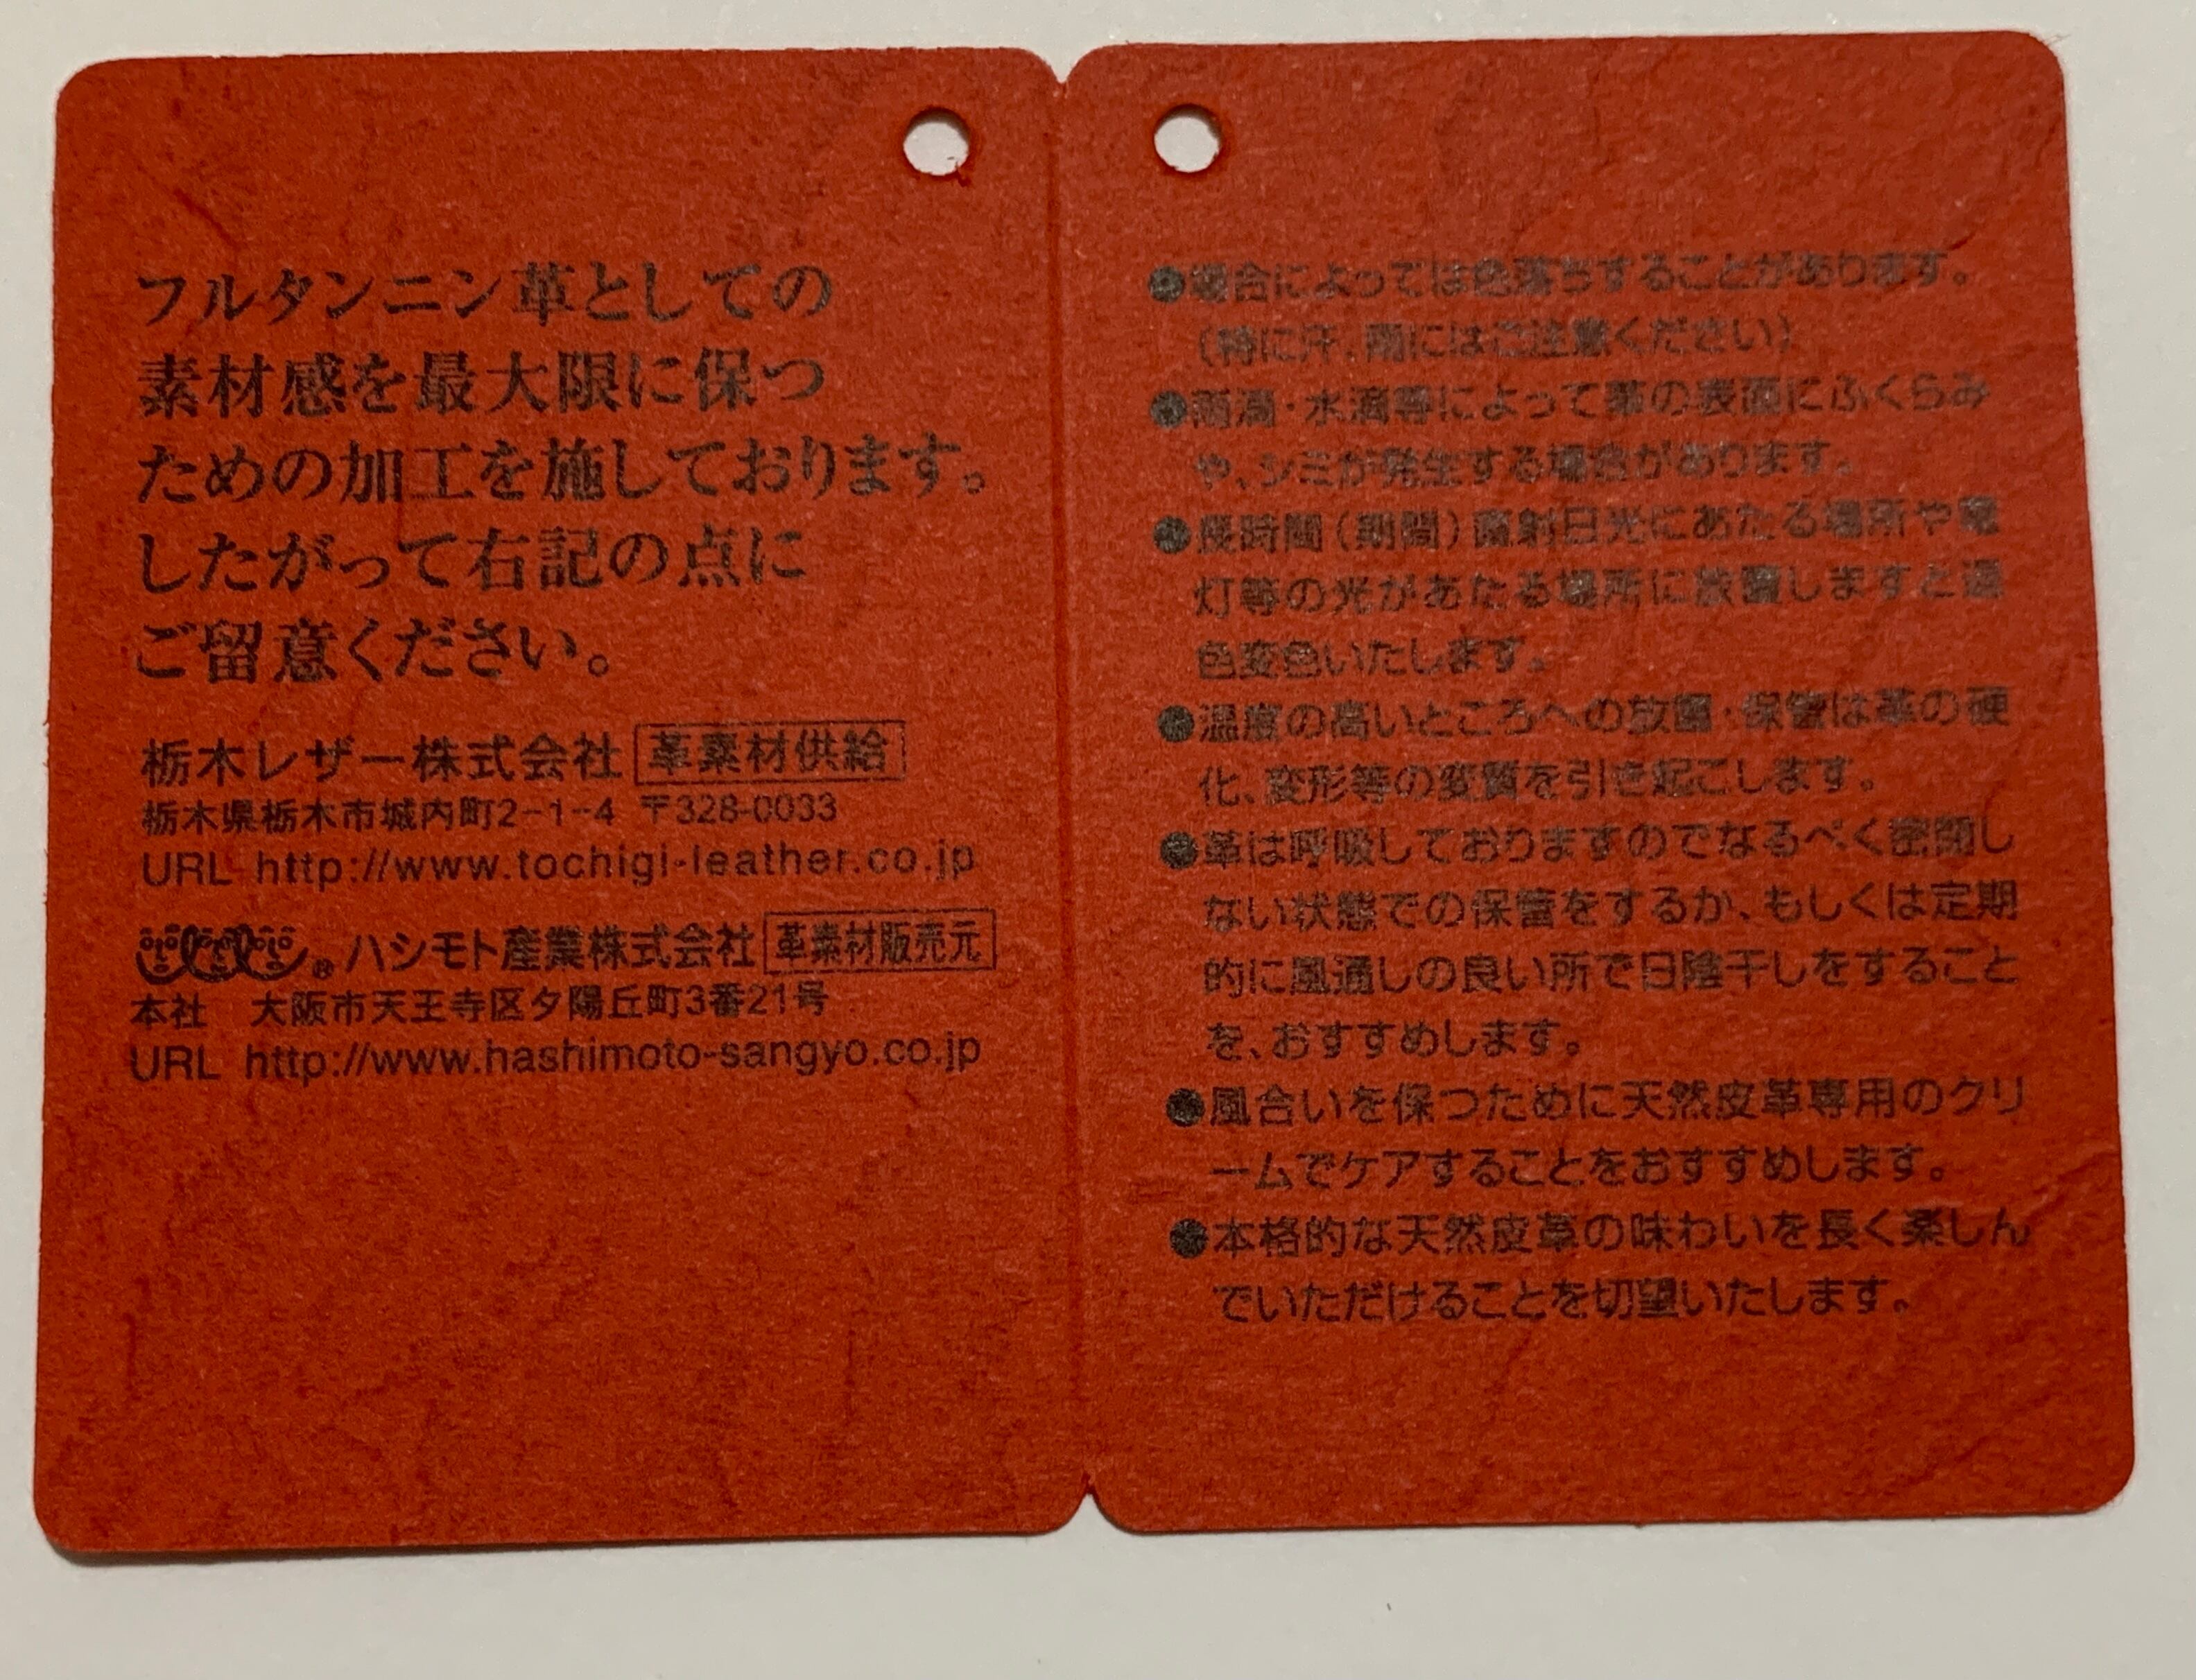 フルタンニン革としての
素材感を最大限に保つ
ための加工を施しております。
したがって右記の点に
ご留意ください。
栃木レザー株式会社 革素材供給
栃木県栃木市城内町2-1-4 〒328-0033
URL http://www.tochigi-leather.co.jp
® ハシモト産業株式会社 革素材販売元
本社 大阪市天王寺区夕陽丘町3番21号
URL http://www.hashimoto-sangyo.co.jp
●場合によっては色落ちすることがあります。
(特に汗、雨にはご注意ください)
●雨滴・水滴等によって革の表面にふくらみ
や、シミが発生する場合があります。
●長時間(期間)直射日光にあたる場所や電
灯等の光があたる場所に放置しますと退
色変色いたします。
●温度の高いところへの放置・保管は革の硬
化、変形等の変質を引き起こします。
●革は呼吸しておりますのでなるべく密閉し
ない状態での保管をするか、もしくは定期
的に風通しの良い所で日陰干しをすること
を、おすすめします。
●風合いを保つために天然皮革専用のクリ
ームでケアすることをおすすめします。
●本格的な天然皮革の味わいを長く楽しん
でいただけることを切望いたします。